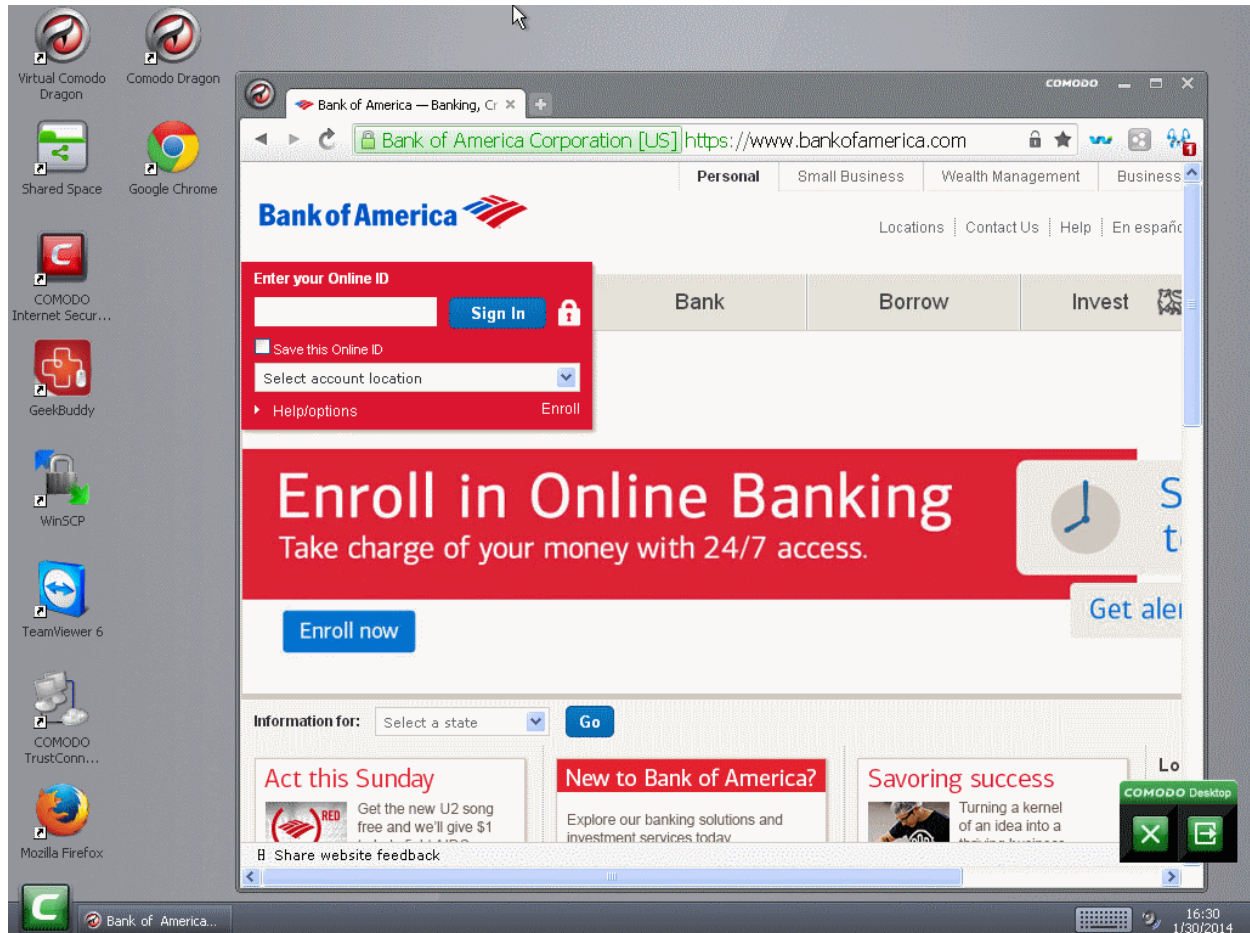 Virtual Comodo
Dragon
Comodo Dragon
Shared Space
Google Chrome
COMODO
Internet Secur...
GeekBuddy
WinSCP
TeamViewer 6
COMODO
TrustConn...
Mozilla Firefox
COMODO
Bank of America — Banking, Cr
Bank of America Corporation [US] https://www.bankofamerica.com
1
Personal
Small Business
Wealth Management
Business
Bank of America
Locations
Contact Us
Help
En españo
Enter your Online ID
Sign In
Save this Online ID
Select account location
Help/options
Enroll
Bank
Borrow
Invest
Enroll in Online Banking
Take charge of your money with 24/7 access.
S
t
Get aler
Enroll now
Information for:
Select a state
Go
Act this Sunday
RED
Get the new U2 song
free and we'll give $1
New to Bank of America?
Explore our banking solutions and
investment services today
Savoring success
Turning a kernel
of an idea into a
thriving business
Lo
Share website feedback
COMODO Desktop
C
Bank of America...
16:30
1/30/2014